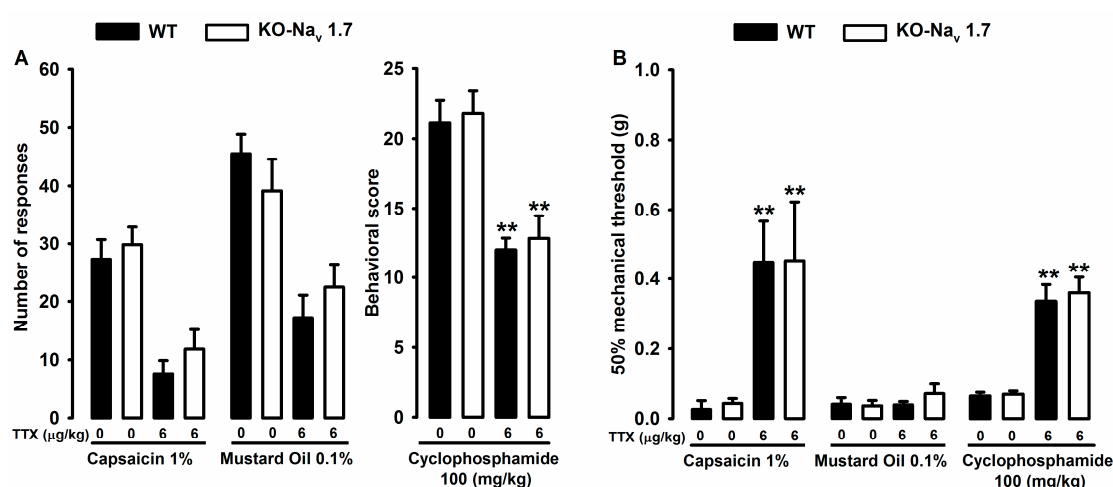 WT KO-Nav 1.7
A
60
50
40
30
20
10
0
Number of responses
TTX (µg/kg) 0 0 6 6 0 0 6 6
Capsaicin 1% Mustard Oil 0.1%
25
20
15
10
5
0
Behavioral score
** **
0 0 6 6
Cyclophosphamide
100 (mg/kg)
WT KO-Nav 1.7
B
1.0
0.8
0.6
0.4
0.2
0.0
50% mechanical threshold (g)
** **
** **
TTX (µg/kg) 0 0 6 6 0 0 6 6 0 0 6 6
Capsaicin 1% Mustard Oil 0.1% Cyclophosphamide
100 (mg/kg)